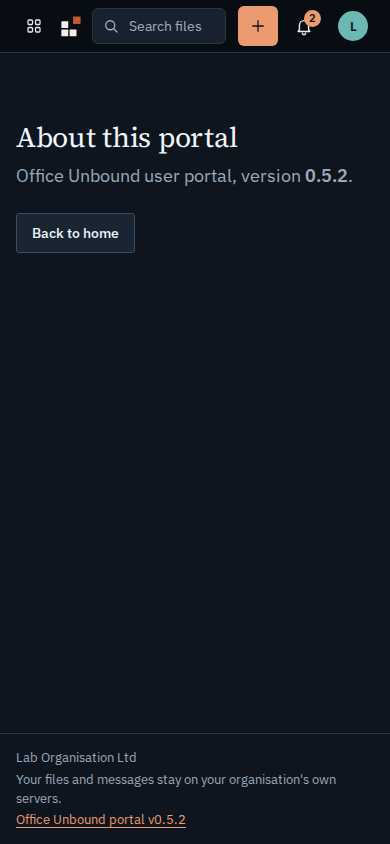 Search files
2
L
About this portal
Office Unbound user portal, version 0.5.2.
Back to home
Lab Organisation Ltd
Your files and messages stay on your organisation's own
servers.
Office Unbound portal v0.5.2